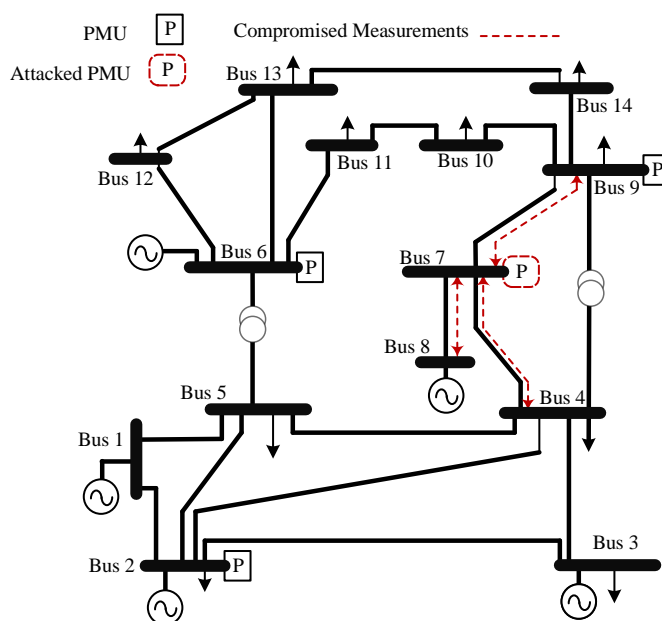 PMU P Compromised Measurements
Attacked PMU P
Bus 13
Bus 14
Bus 12
Bus 11
Bus 10
Bus 9 P
Bus 6 P
Bus 7 P
Bus 8
Bus 5
Bus 4
Bus 1
Bus 2 P
Bus 3